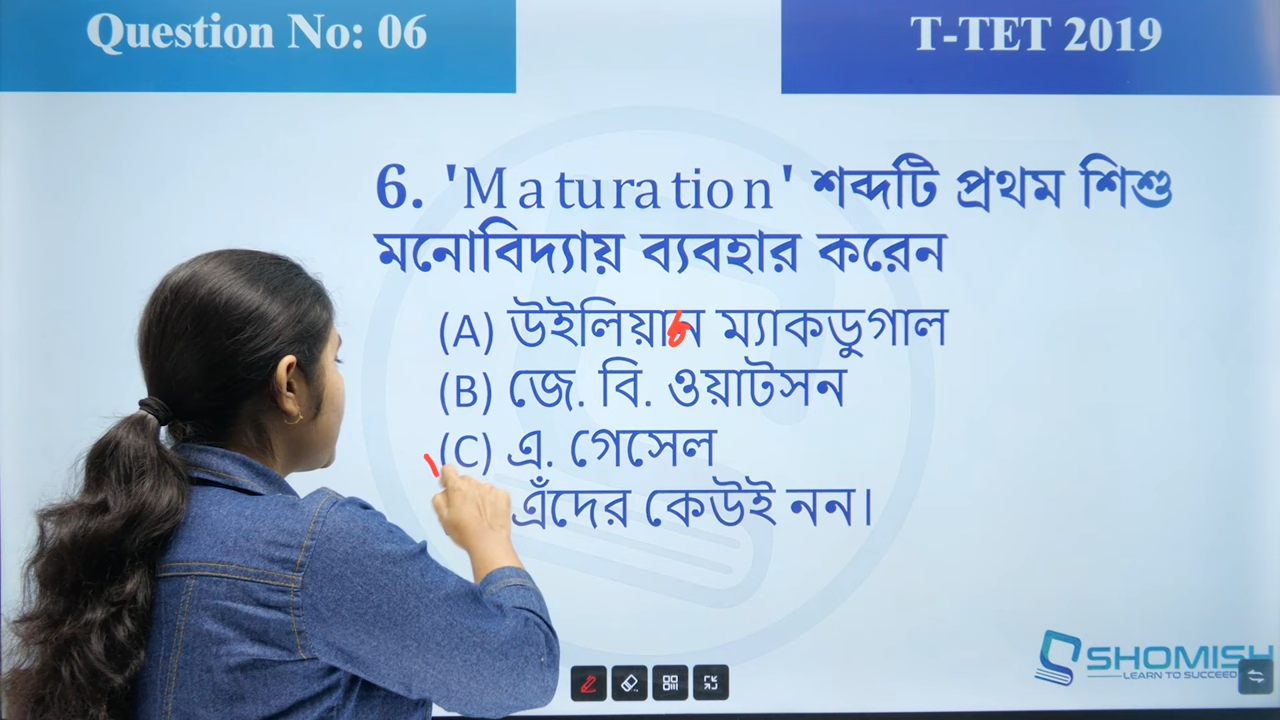 Question No: 06
T-TET 2019
6. 'Maturation' শব্দটি প্রথম শিশু
মনোবিদ্যায় ব্যবহার করেন
(A) উইলিয়ান ম্যাকডুগাল
(B) জে. বি. ওয়াটসন
(C) এ. গেসেল
এঁদের কেউই নন।
SHOMISH
LEARN TO SUCCEED